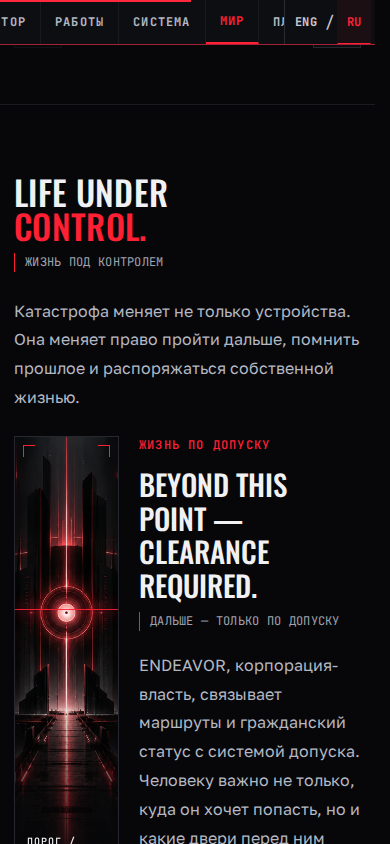 ТОР РАБОТЫ СИСТЕМА МИР ENG / RU
LIFE UNDER
CONTROL.
ЖИЗНЬ ПОД КОНТРОЛЕМ
Катастрофа меняет не только устройства.
Она меняет право пройти дальше, помнить
прошлое и распоряжаться собственной
жизнью.
ЖИЗНЬ ПО ДОПУСКУ
BEYOND THIS
POINT —
CLEARANCE
REQUIRED.
ДАЛЬШЕ — ТОЛЬКО ПО ДОПУСКУ
ENDEAVOR, корпорация-
власть, связывает
маршруты и гражданский
статус с системой допуска.
Человеку важно не только,
куда он хочет попасть, но и
какие двери перед ним
ПОРОГ /